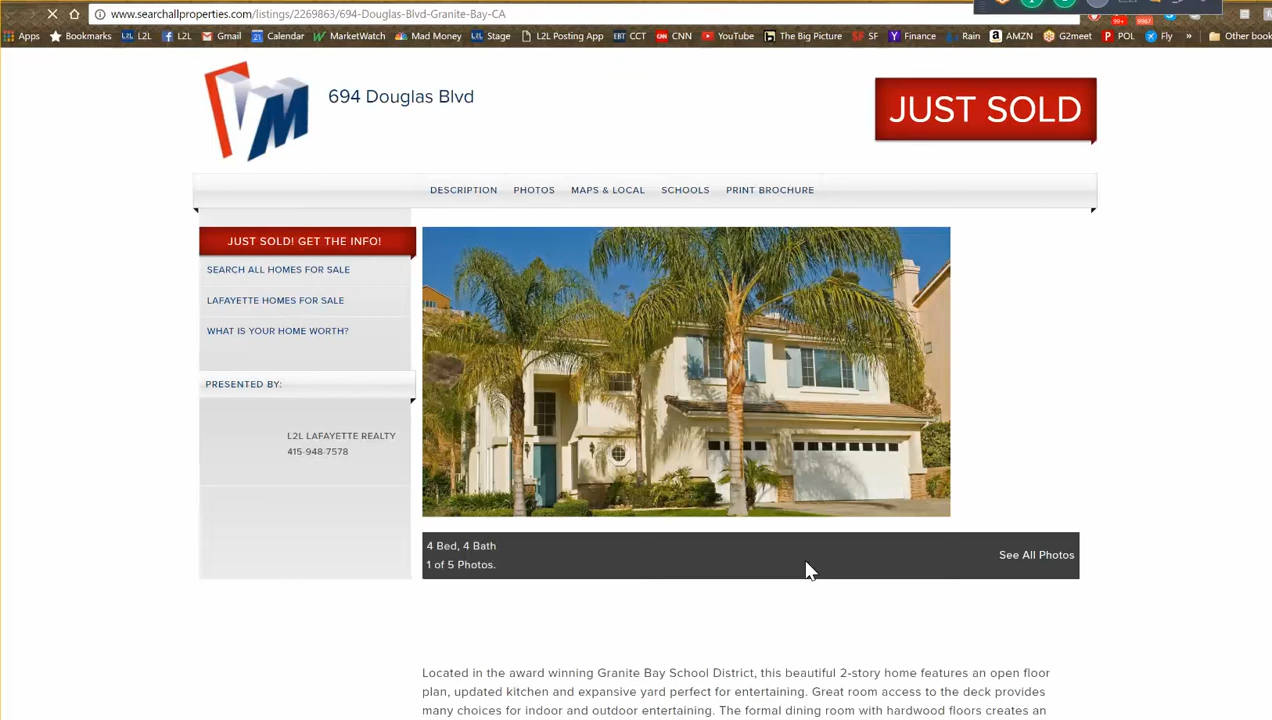 www.searchallproperties.com/listings/2269863/694-Douglas-Blvd-Granite-Bay-CA
Apps Bookmarks L2L L2L Gmail Calendar MarketWatch Mad Money Stage L2L Posting App CCT CNN YouTube The Big Picture SF Finance Rain AMZN G2meet POL Fly » Other book
694 Douglas Blvd
JUST SOLD
DESCRIPTION PHOTOS MAPS & LOCAL SCHOOLS PRINT BROCHURE
JUST SOLD! GET THE INFO!
SEARCH ALL HOMES FOR SALE
LAFAYETTE HOMES FOR SALE
WHAT IS YOUR HOME WORTH?
PRESENTED BY:
L2L LAFAYETTE REALTY
415-948-7578
4 Bed, 4 Bath
1 of 5 Photos.
See All Photos
Located in the award winning Granite Bay School District, this beautiful 2-story home features an open floor
plan, updated kitchen and expansive yard perfect for entertaining. Great room access to the deck provides
many choices for indoor and outdoor entertaining. The formal dining room with hardwood floors creates an